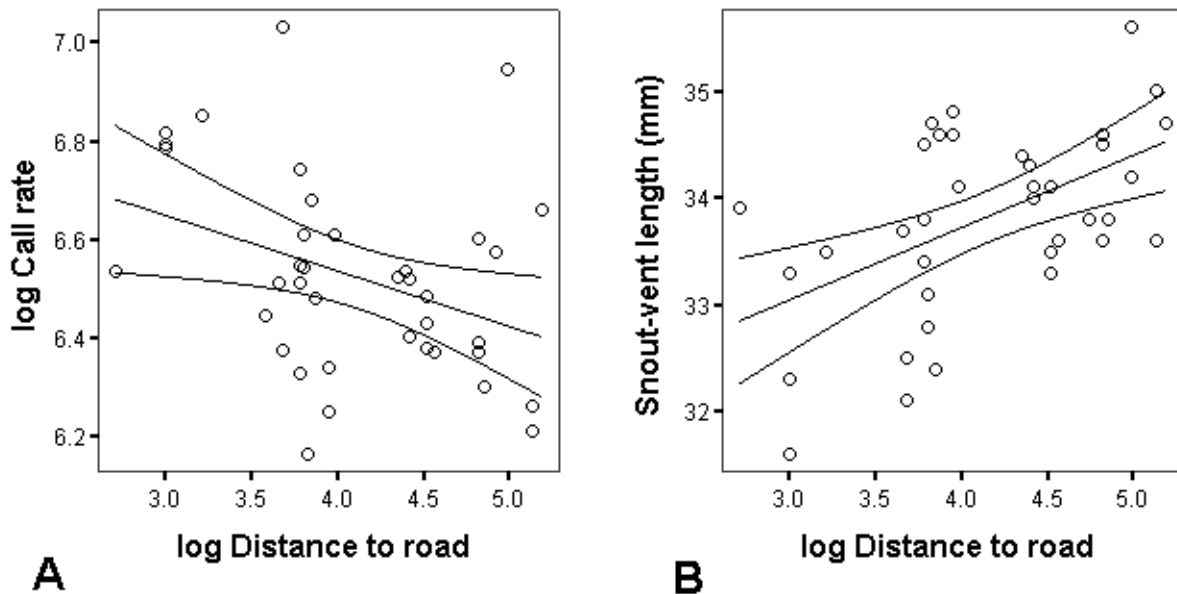 log Call rate
7.0
6.8
6.6
6.4
6.2
3.0 3.5 4.0 4.5 5.0
log Distance to road
A
Snout-vent length (mm)
35
34
33
32
3.0 3.5 4.0 4.5 5.0
log Distance to road
B